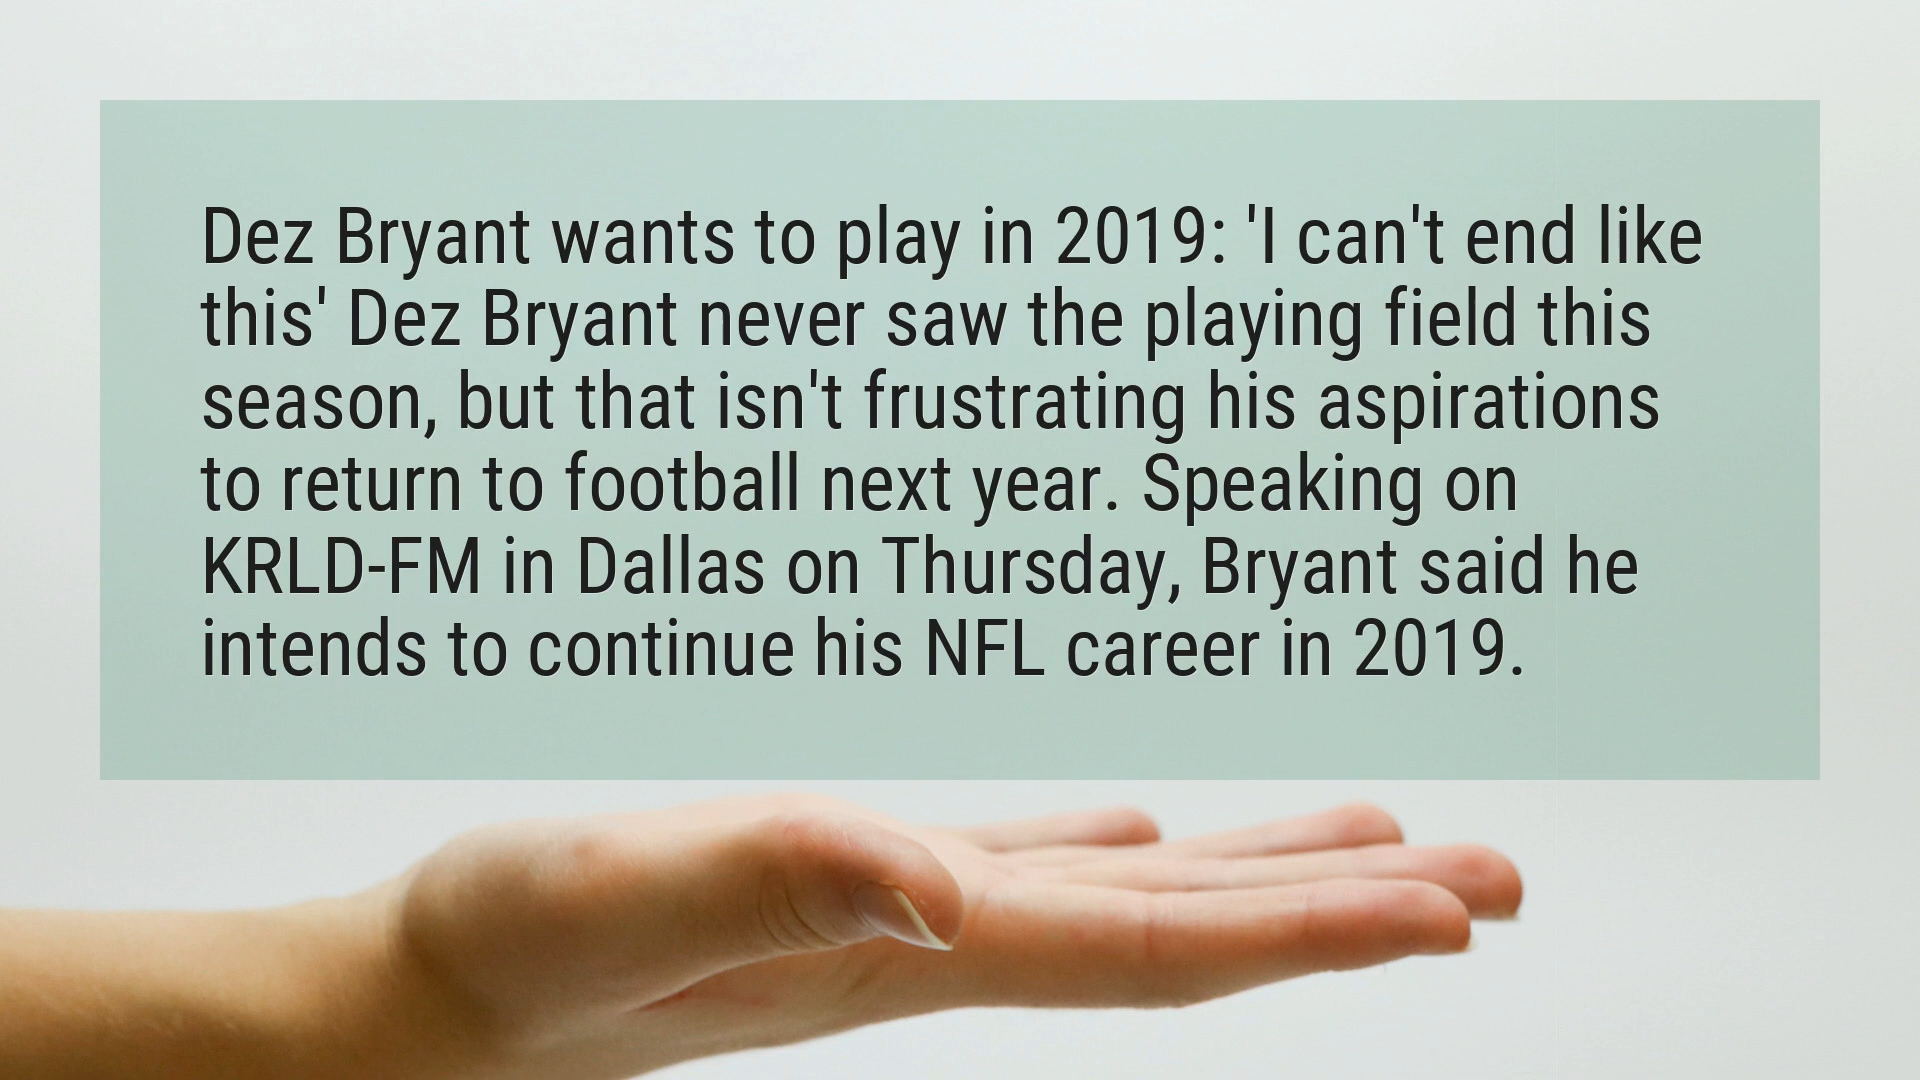 Dez Bryant wants to play in 2019: 'I can't end like
this' Dez Bryant never saw the playing field this
season, but that isn't frustrating his aspirations
to return to football next year. Speaking on
KRLD-FM in Dallas on Thursday, Bryant said he
intends to continue his NFL career in 2019.